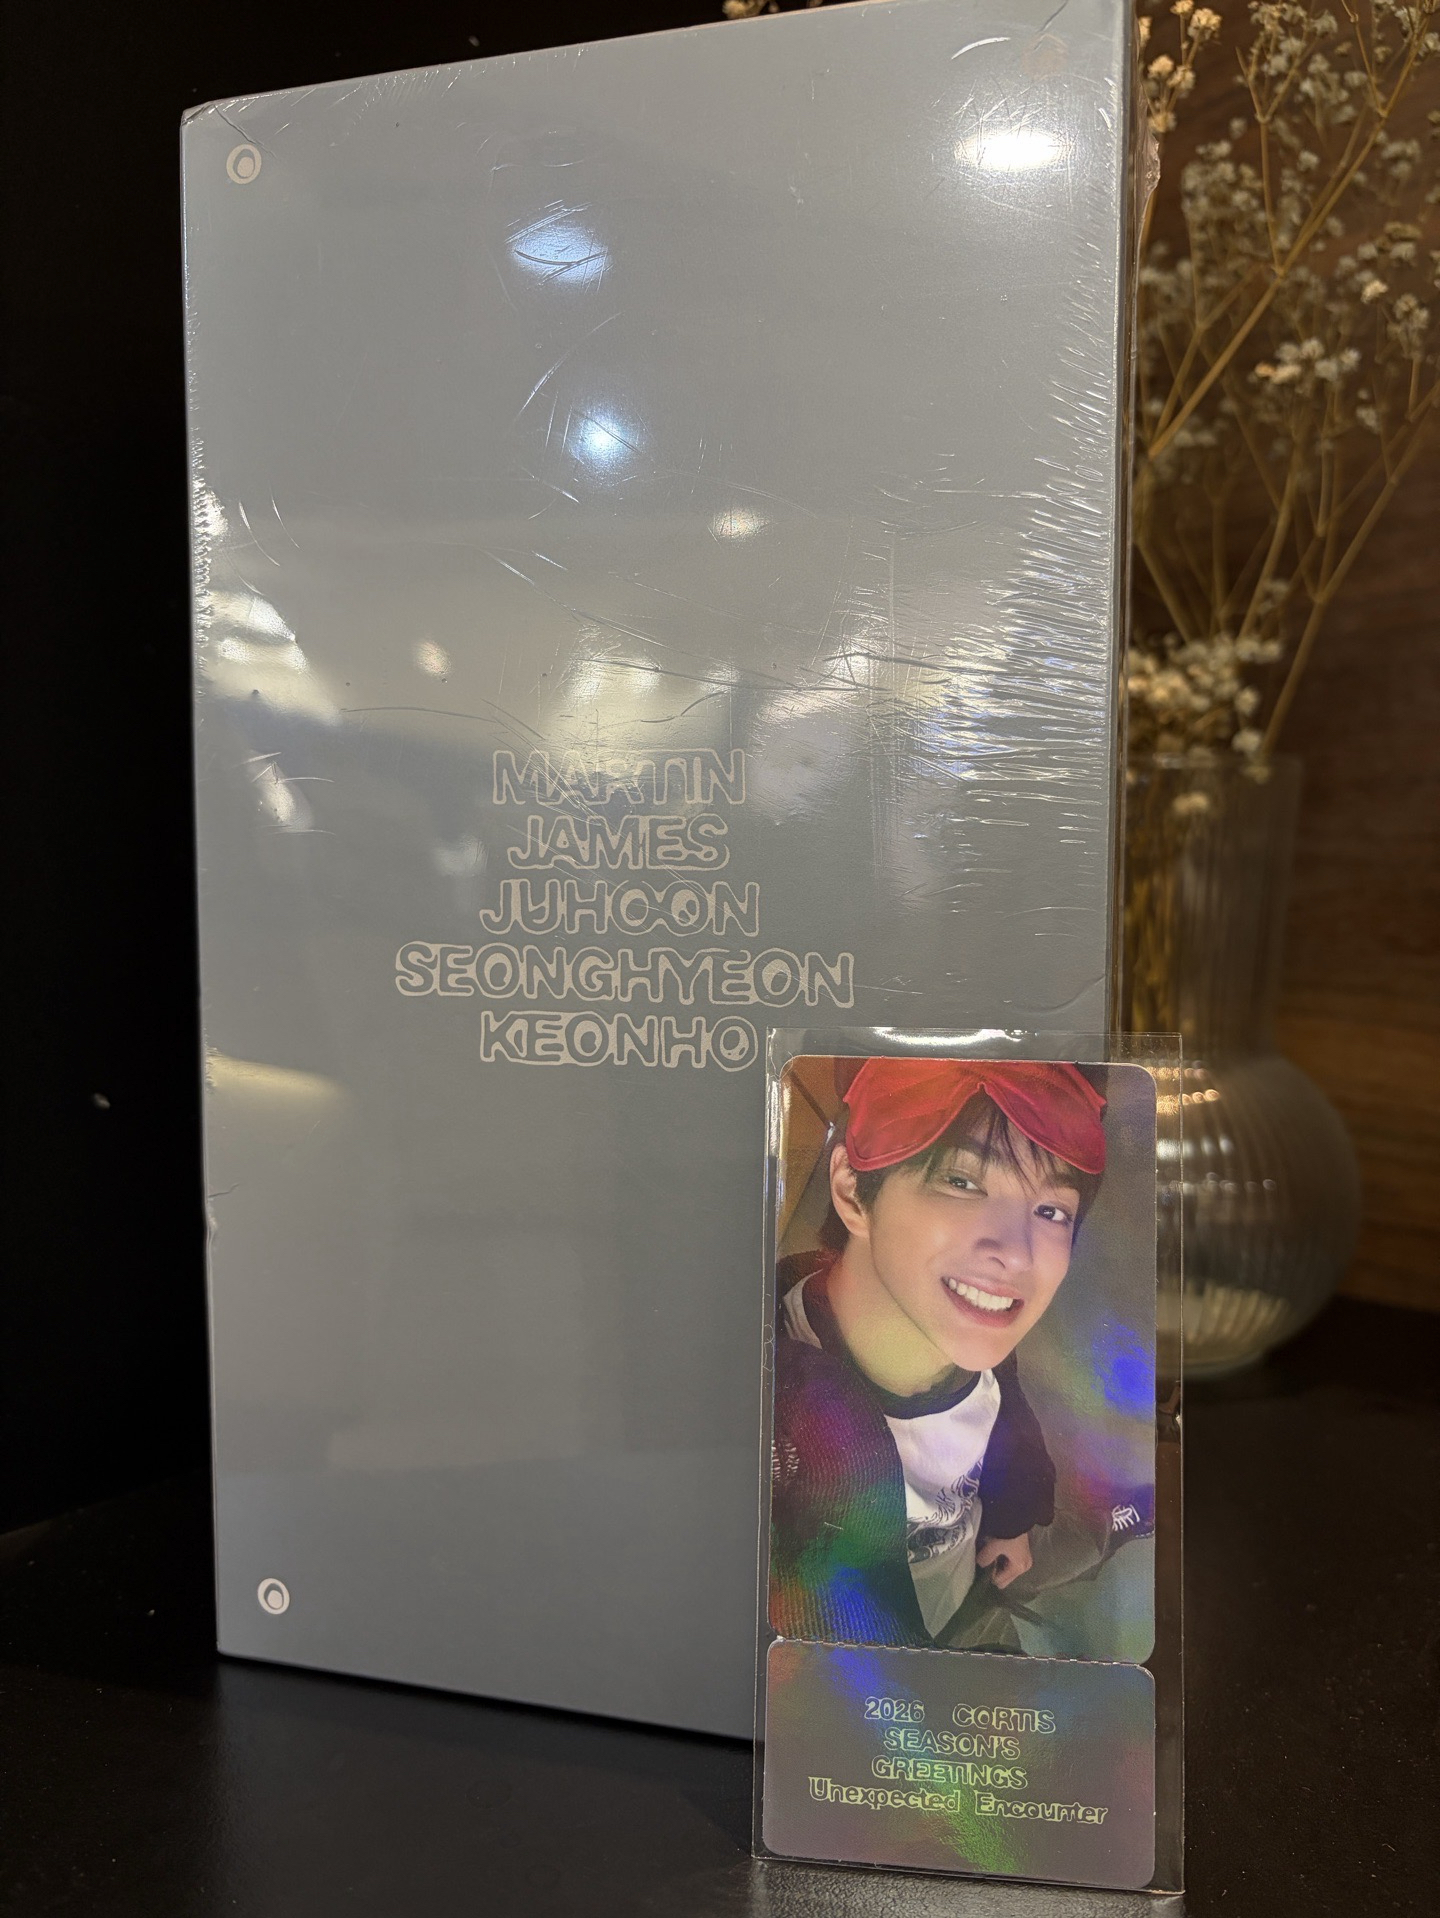 MARTIN
JAMES
JUHOON
SEONGHYEON
KEONHO
2026 CORTIS
SEASON'S
GREETINGS
Unexpected Encounter